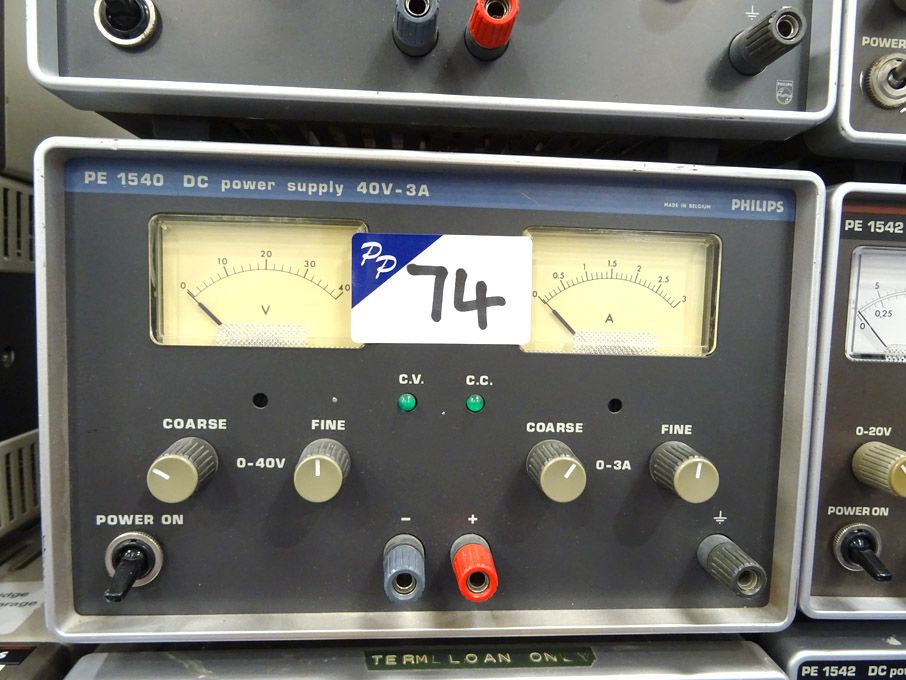 POWER
PE 1540 DC power supply 40V-3A
MADE IN BELGIUM PHILIPS
PP
74
0 10 20 30 40
V
0 0.5 1 1.5 2 2.5 3
A
C.V. C.C.
COARSE FINE
0-40V
COARSE FINE
0-3A
POWER ON
- +
PE 1542
5
0 0,25
0-20V
POWER ON
TERM LOAN ONLY
PE 1542 DC po